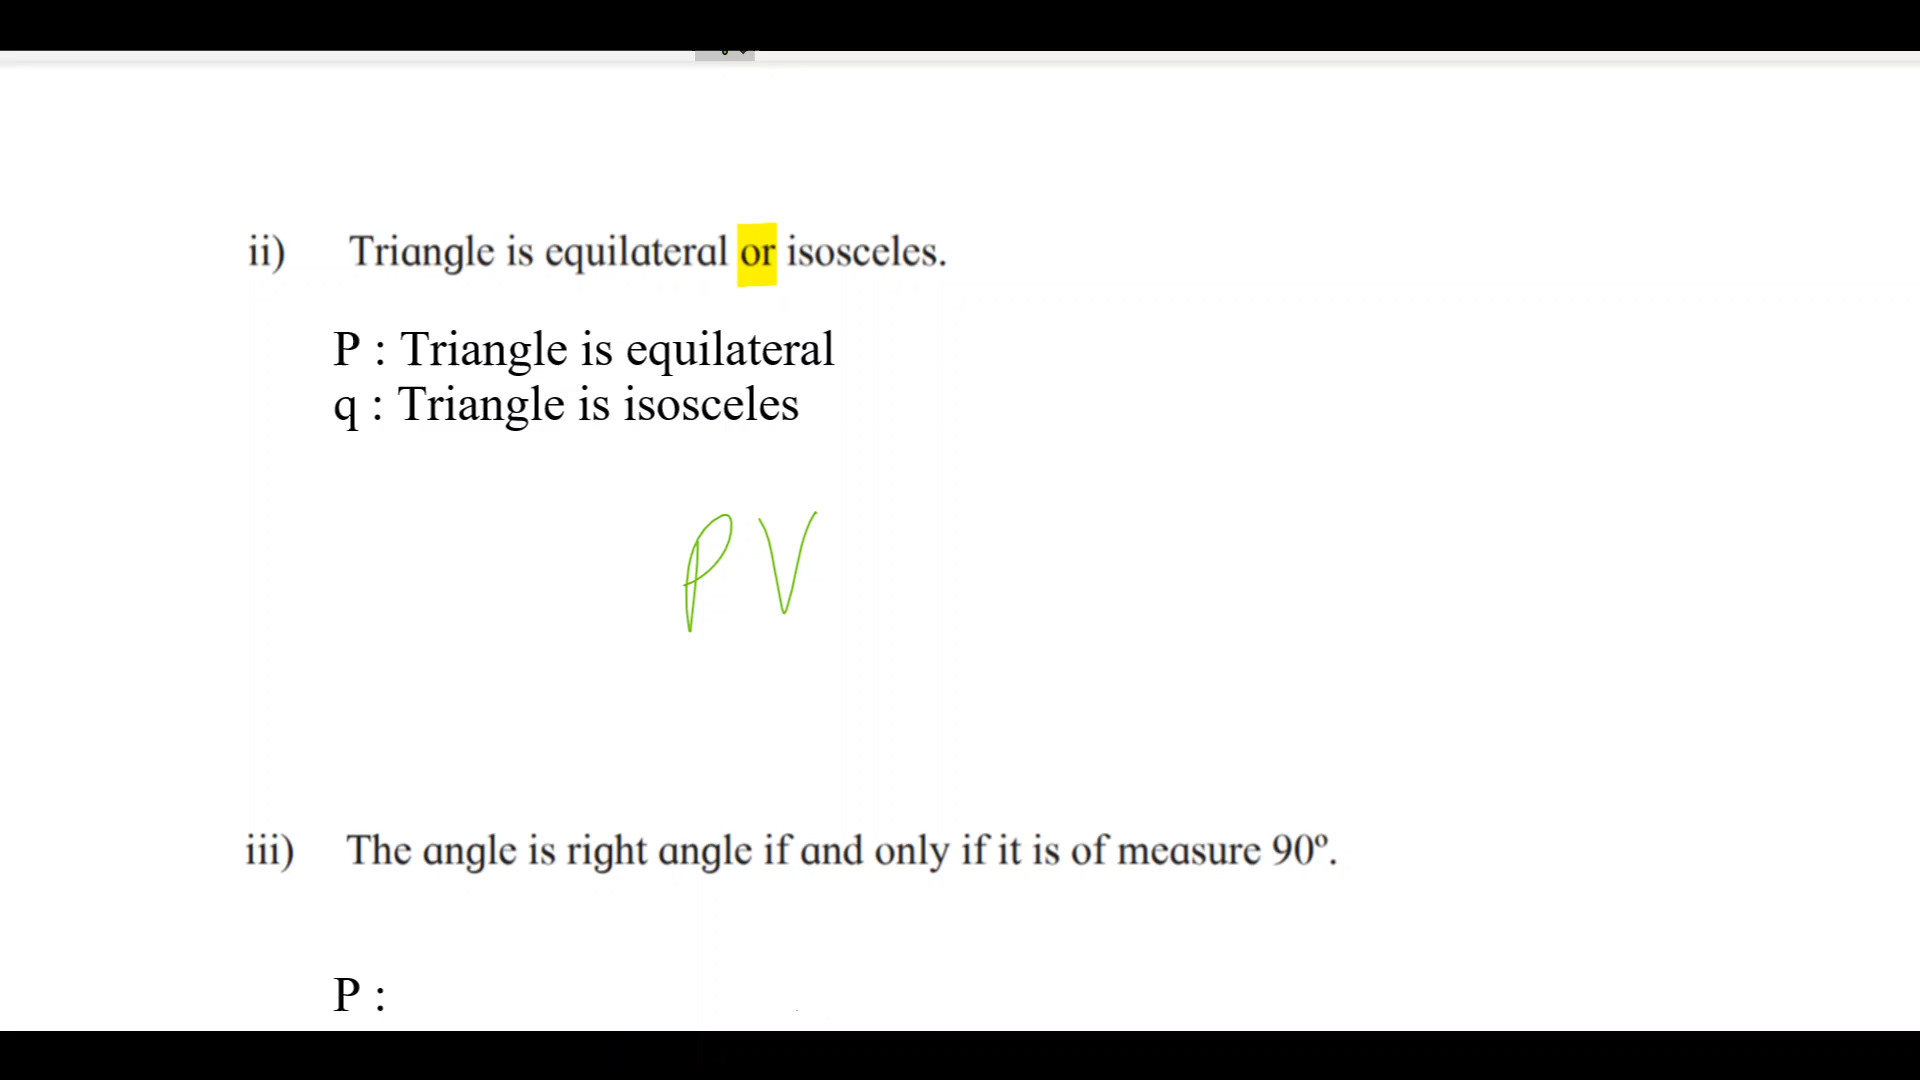 ii) Triangle is equilateral or isosceles.
P : Triangle is equilateral
q : Triangle is isosceles
P V
iii) The angle is right angle if and only if it is of measure 90º.
P :